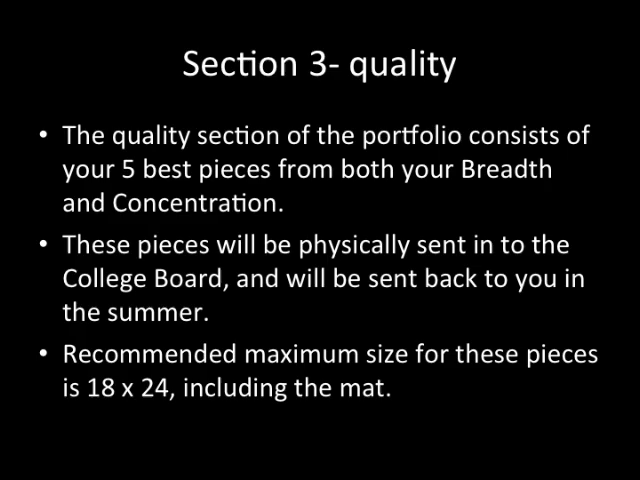 Section 3- quality
• The quality section of the portfolio consists of
your 5 best pieces from both your Breadth
and Concentration.
• These pieces will be physically sent in to the
College Board, and will be sent back to you in
the summer.
• Recommended maximum size for these pieces
is 18 x 24, including the mat.